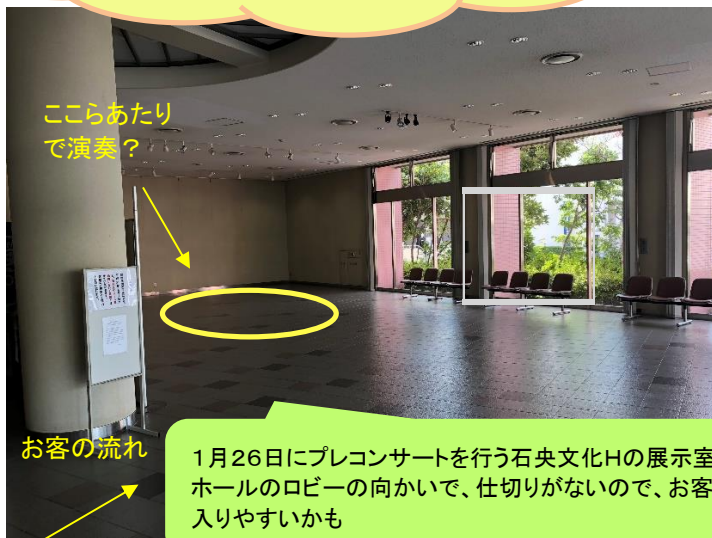 ここらあたり
で演奏？
お客の流れ
１月２６日にプレコンサートを行う石央文化Hの展示室
ホールのロビーの向かいで、仕切りがないので、お客
入りやすいかも